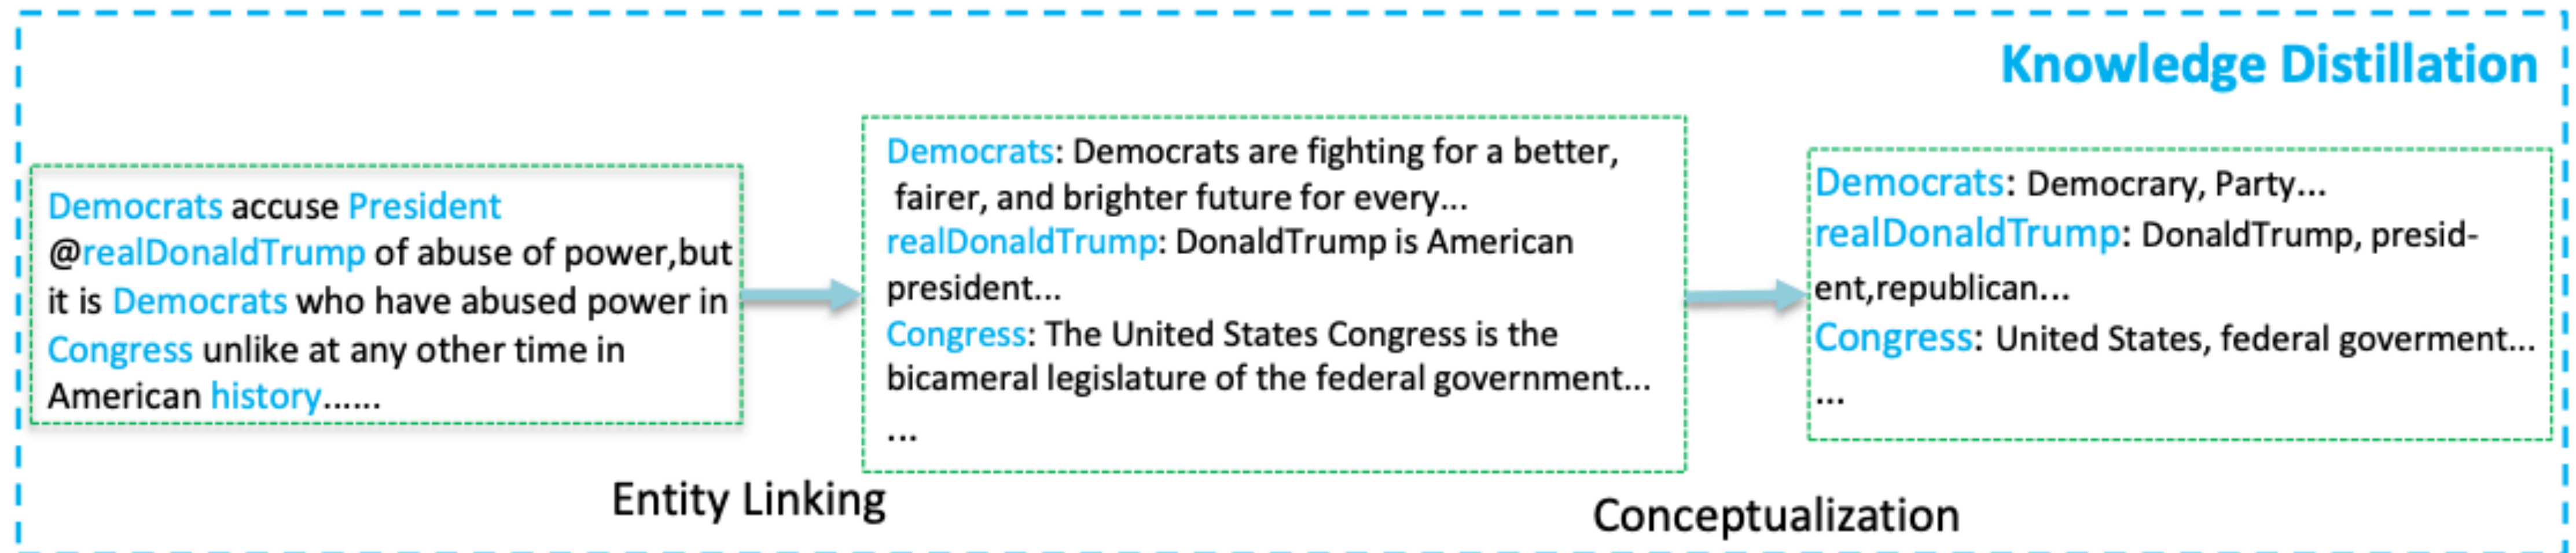 Knowledge Distillation
Democrats accuse President
@realDonaldTrump of abuse of power,but
it is Democrats who have abused power in
Congress unlike at any other time in
American history......
Democrats: Democrats are fighting for a better,
fairer, and brighter future for every...
realDonaldTrump: DonaldTrump is American
president...
Congress: The United States Congress is the
bicameral legislature of the federal government...
...
Democrats: Democrary, Party...
realDonaldTrump: DonaldTrump, presid-
ent,republican...
Congress: United States, federal goverment...
...
Entity Linking
Conceptualization